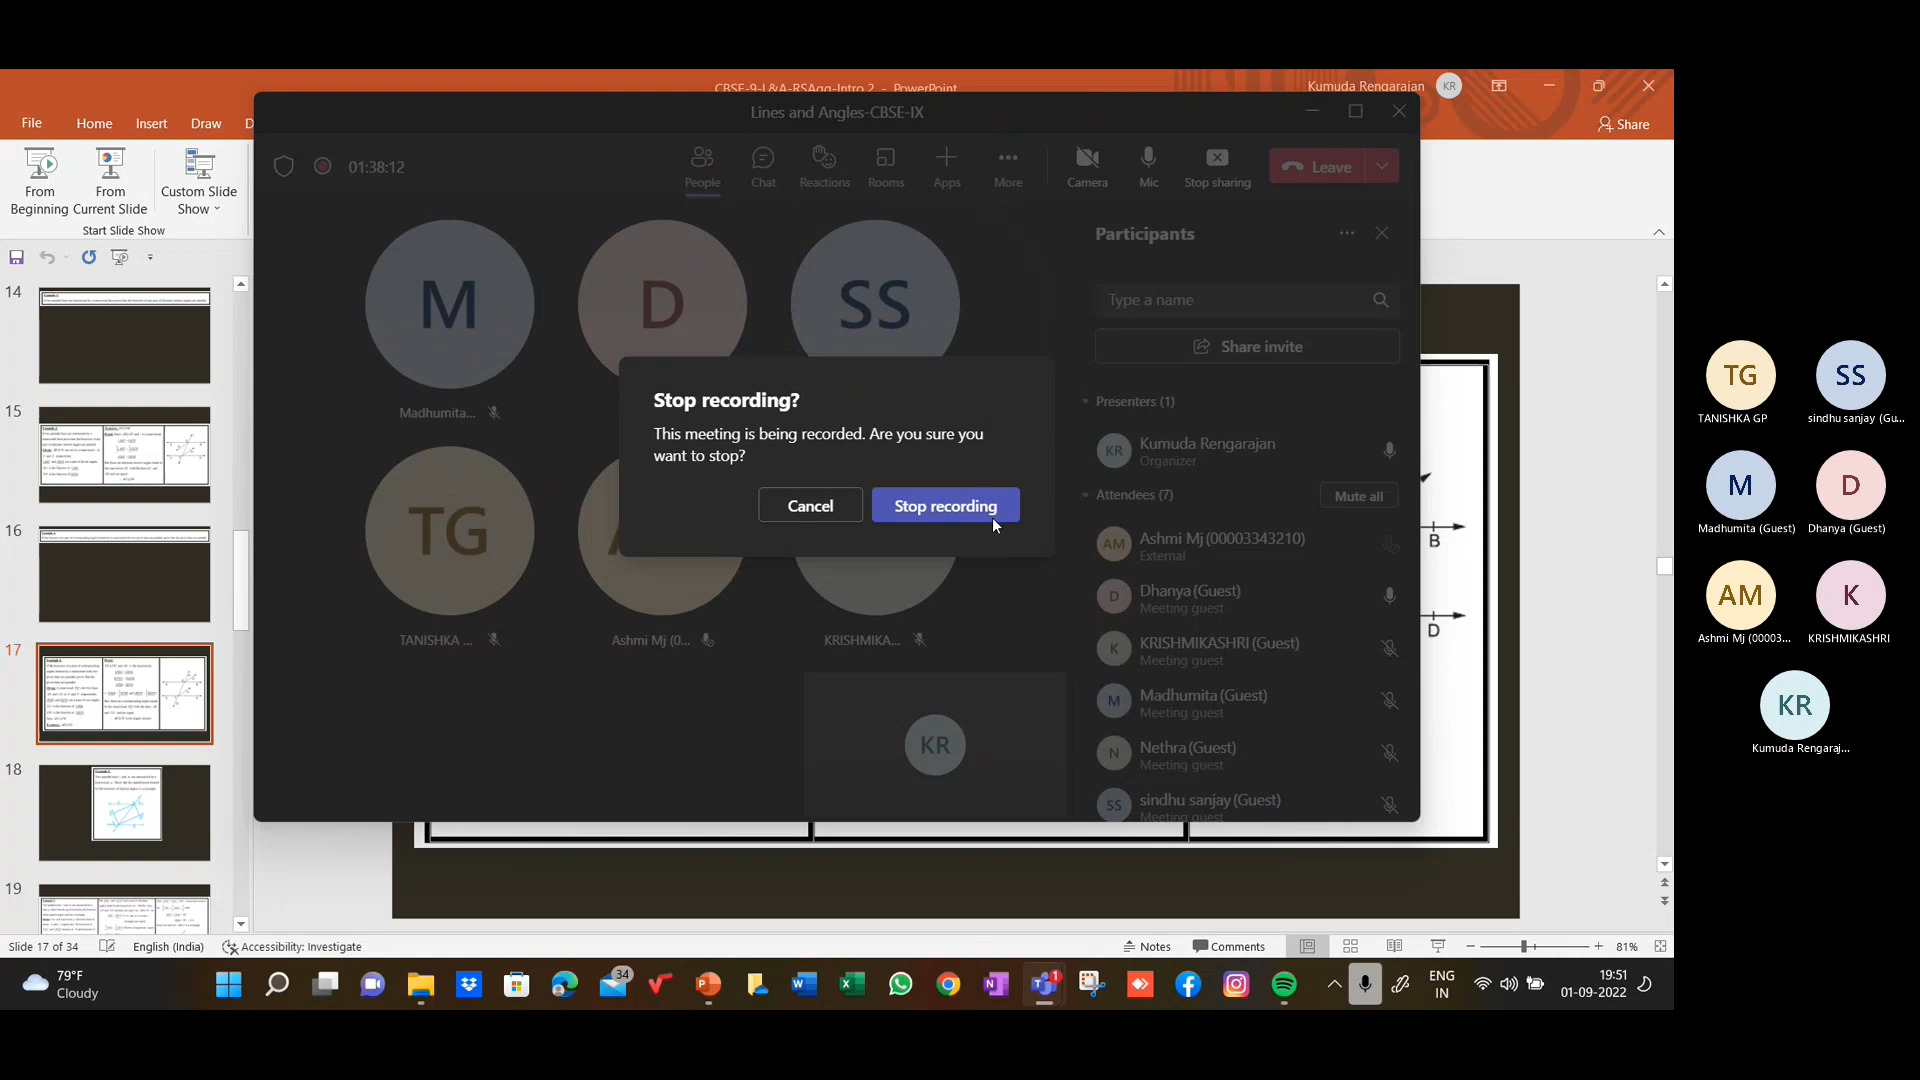 CBSE-9-L&A-RSAgg-Intro 2 - PowerPoint
Kumuda Rengarajan
KR
File
Home
Insert
Draw
D
Share
Lines and Angles-CBSE-IX
01:38:12
People
Chat
Reactions
Rooms
Apps
More
Camera
Mic
Stop sharing
Leave
From Beginning
From Current Slide
Custom Slide Show
Start Slide Show
14
15
16
17
18
19
M
D
SS
Madhumita...
TG
A
TANISHKA ...
Ashmi Mj (0...
KRISHMIKA...
KR
Stop recording?
This meeting is being recorded. Are you sure you
want to stop?
Cancel
Stop recording
Participants
Type a name
Share invite
Presenters (1)
KR
Kumuda Rengarajan
Organizer
Attendees (7)
Mute all
AM
Ashmi Mj (00003343210)
External
D
Dhanya (Guest)
Meeting guest
K
KRISHMIKASHRI (Guest)
Meeting guest
M
Madhumita (Guest)
Meeting guest
N
Nethra (Guest)
Meeting guest
SS
sindhu sanjay (Guest)
Meeting guest
B
D
TG
TANISHKA GP
SS
sindhu sanjay (Gu...
M
Madhumita (Guest)
D
Dhanya (Guest)
AM
Ashmi Mj (00003...
K
KRISHMIKASHRI
KR
Kumuda Rengaraj...
Slide 17 of 34
English (India)
Accessibility: Investigate
Notes
Comments
81%
79°F
Cloudy
34
1
ENG
IN
19:51
01-09-2022